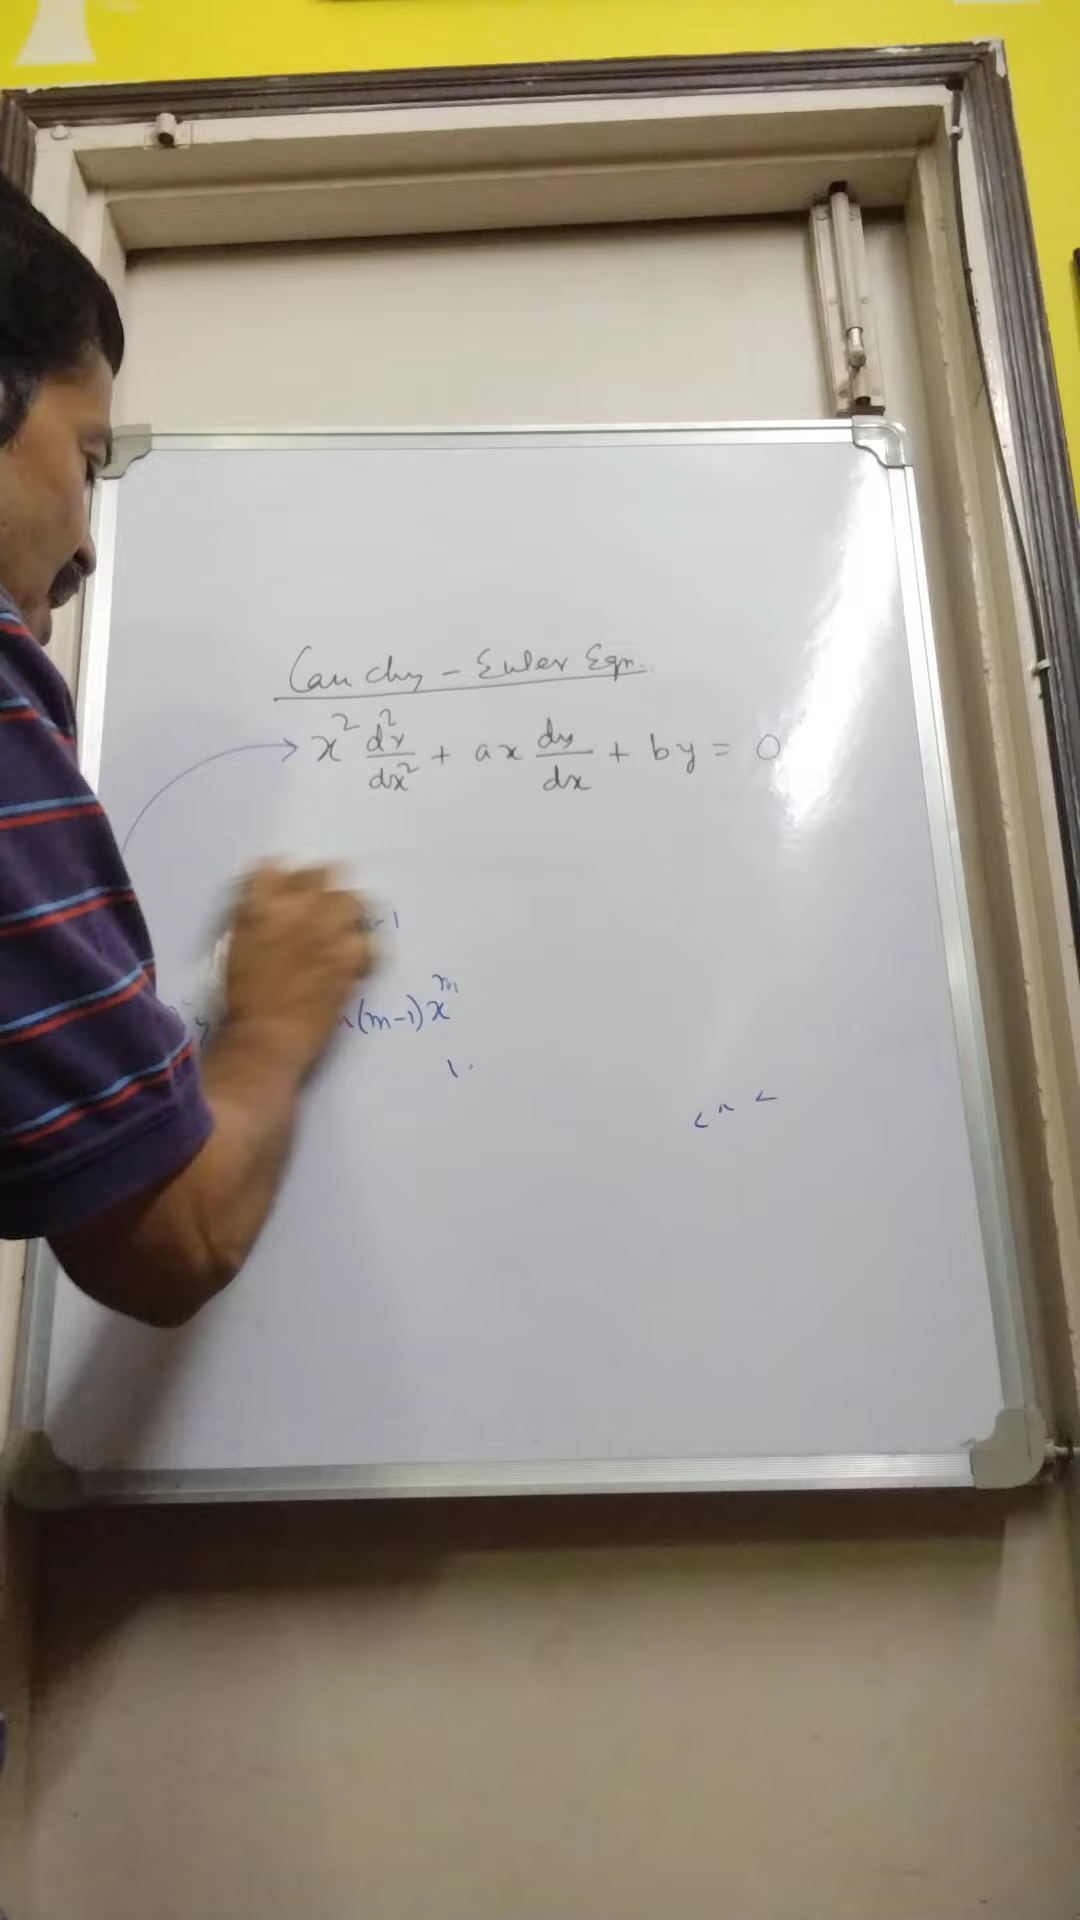 Cauchy - Euler Eqn.
x² d²y/dx² + ax dy/dx + by = 0
-1
(m-1) x^m